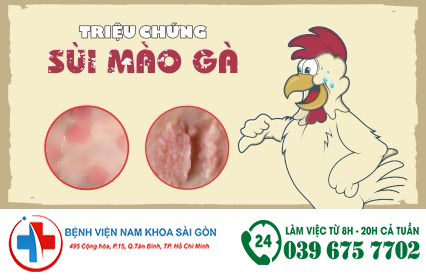 TRIỆU CHỨNG
SÙI MÀO GÀ
BỆNH VIỆN NAM KHOA SÀI GÒN
495 Cộng hòa, P.15, Q.Tân Bình, TP. Hồ Chí Minh
24
LÀM VIỆC TỪ 8H - 20H CẢ TUẦN
039 675 7702